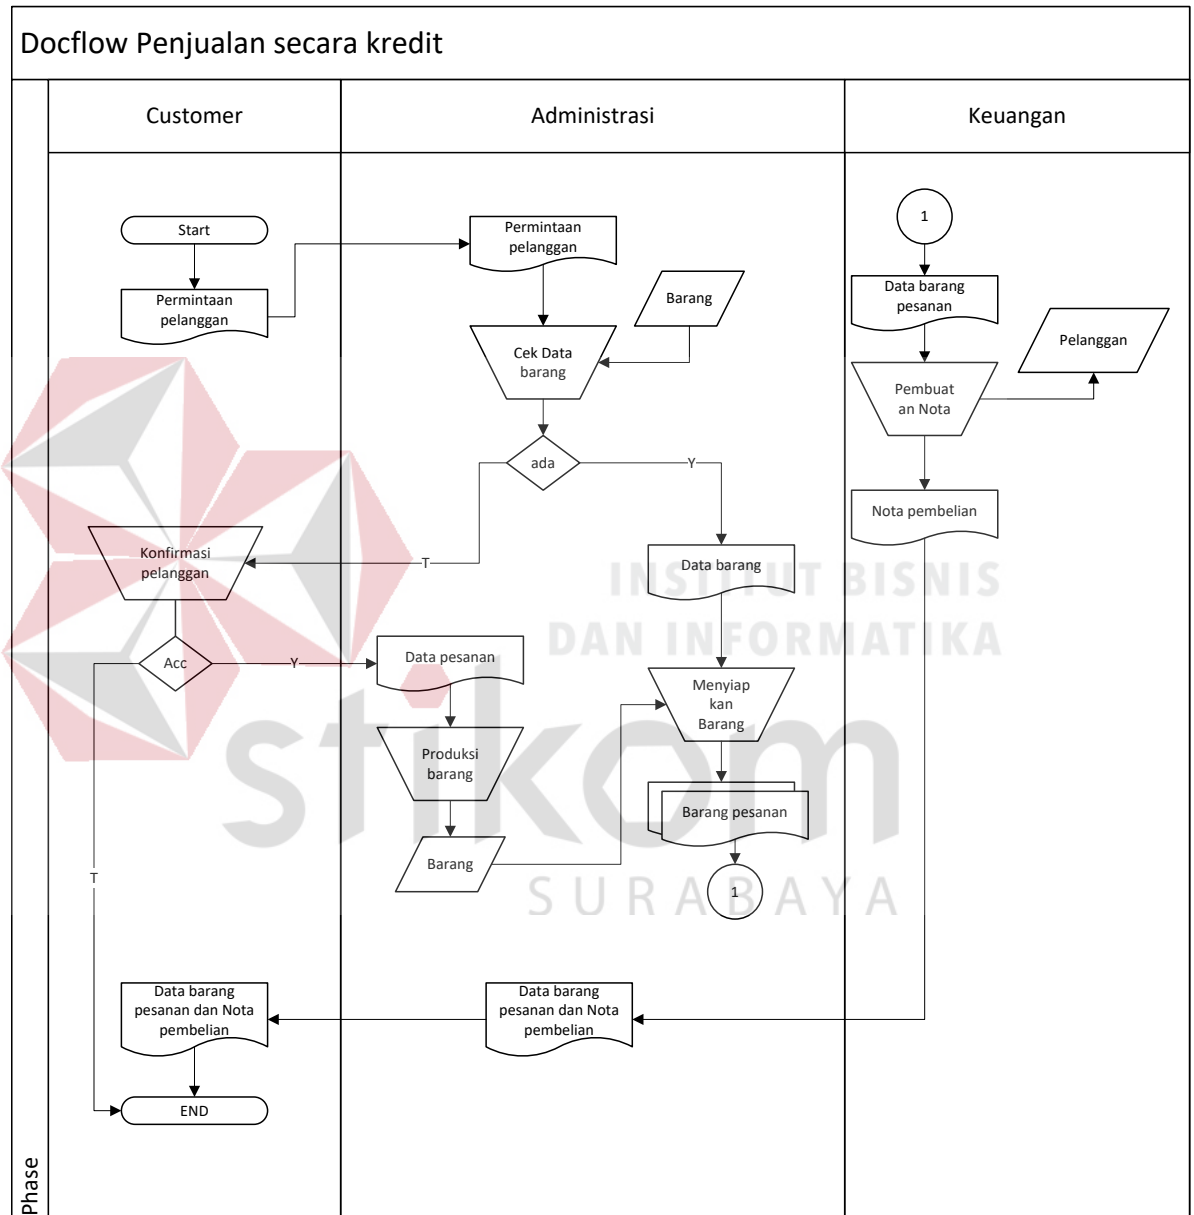 Docflow Penjualan secara kredit
Customer
Administrasi
Keuangan
Phase
Start
Permintaan
pelanggan
Konfirmasi
pelanggan
Acc
Y
T
Data barang
pesanan dan Nota
pembelian
END
Permintaan
pelanggan
Barang
Cek Data
barang
ada
Y
T
Data barang
Data pesanan
Menyiap
kan
Barang
Produksi
barang
Barang
Barang pesanan
1
Data barang
pesanan dan Nota
pembelian
1
Data barang
pesanan
Pelanggan
Pembuat
an Nota
Nota pembelian
INSTITUT BISNIS
DAN INFORMATIKA
stikom
SURABAYA